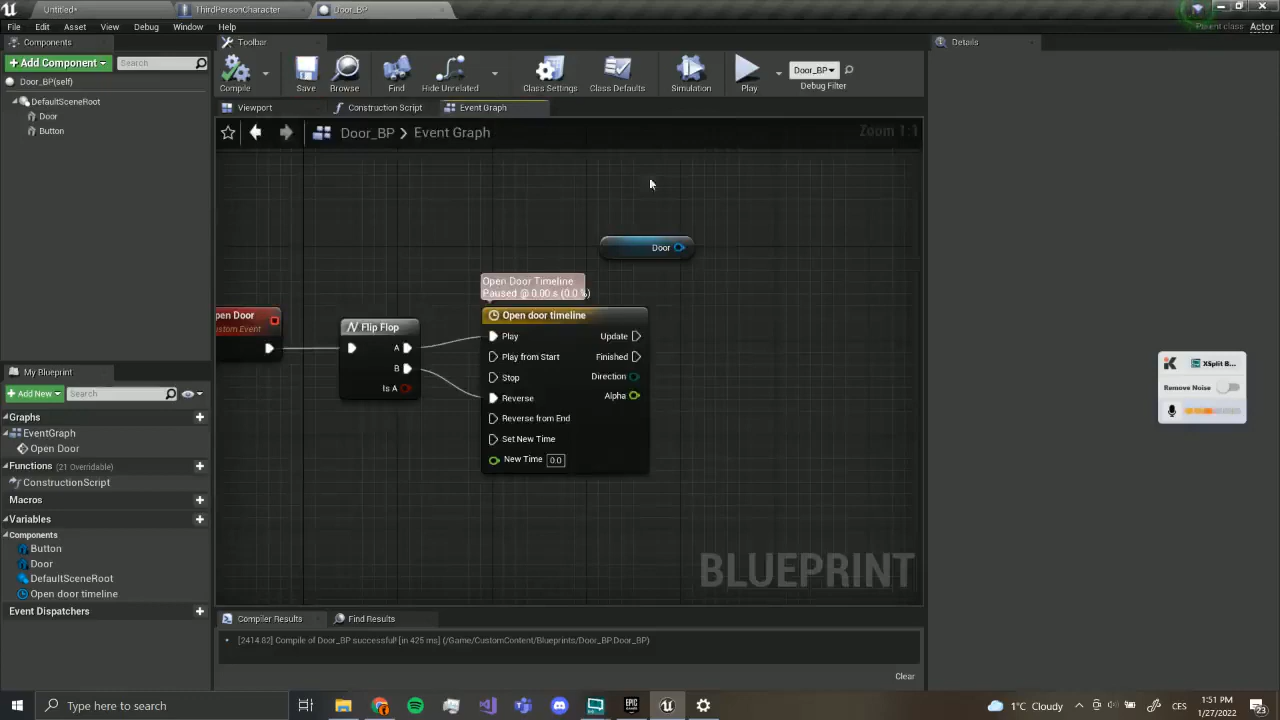 Untitled*
ThirdPersonCharacter
Door_BP
File Edit Asset View Debug Window Help
Parent class: Actor
Components
+ Add Component
Search
Door_BP(self)
DefaultSceneRoot
Door
Button
Toolbar
Compile
Save
Browse
Find
Hide Unrelated
Class Settings
Class Defaults
Simulation
Play
Door_BP
Debug Filter
Details
Viewport
Construction Script
Event Graph
Door_BP > Event Graph
Zoom 1:1
Door
Open Door Timeline
Paused @ 0.00 s (0.0 %)
pen Door
Custom Event
Flip Flop
A
B
Is A
Open door timeline
Play
Play from Start
Stop
Reverse
Reverse from End
Set New Time
New Time 0.0
Update
Finished
Direction
Alpha
BLUEPRINT
My Blueprint
+ Add New
Search
Graphs
EventGraph
Open Door
Functions (21 Overridable)
ConstructionScript
Macros
Variables
Components
Button
Door
DefaultSceneRoot
Open door timeline
Event Dispatchers
Compiler Results
Find Results
[2414.82] Compile of Door_BP successful! [in 425 ms] (/Game/CustomContent/Blueprints/Door_BP.Door_BP)
Clear
XSplit B...
Remove Noise
Type here to search
EPIC GAMES
1°C Cloudy
CES
1:51 PM
1/27/2022
23